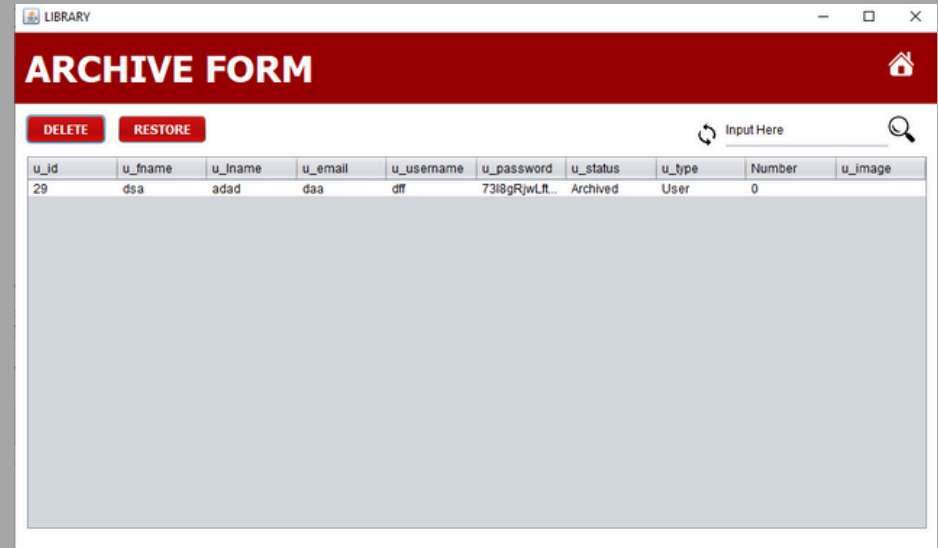 LIBRARY
ARCHIVE FORM
DELETE RESTORE Input Here
u_id u_fname u_lname u_email u_username u_password u_status u_type Number u_image
29 dsa adad daa dff 73I8gRjwLft... Archived User 0